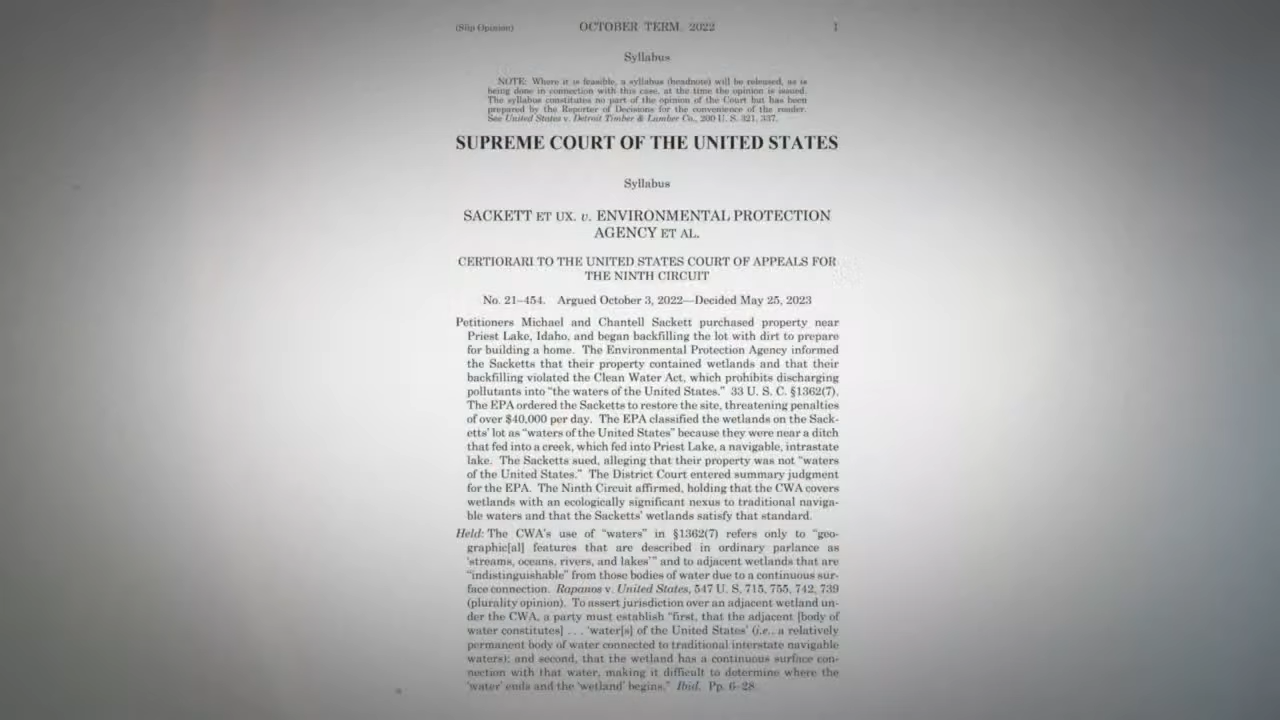 (Slip Opinion) OCTOBER TERM, 2022 1
Syllabus
NOTE: Where it is feasible, a syllabus (headnote) will be released, as is
being done in connection with this case, at the time the opinion is issued.
The syllabus constitutes no part of the opinion of the Court but has been
prepared by the Reporter of Decisions for the convenience of the reader.
See United States v. Detroit Timber & Lumber Co., 200 U. S. 321, 337.
SUPREME COURT OF THE UNITED STATES
Syllabus
SACKETT ET UX. v. ENVIRONMENTAL PROTECTION
AGENCY ET AL.
CERTIORARI TO THE UNITED STATES COURT OF APPEALS FOR
THE NINTH CIRCUIT
No. 21–454. Argued October 3, 2022—Decided May 25, 2023
Petitioners Michael and Chantell Sackett purchased property near
Priest Lake, Idaho, and began backfilling the lot with dirt to prepare
for building a home. The Environmental Protection Agency informed
the Sacketts that their property contained wetlands and that their
backfilling violated the Clean Water Act, which prohibits discharging
pollutants into “the waters of the United States.” 33 U. S. C. §1362(7).
The EPA ordered the Sacketts to restore the site, threatening penalties
of over $40,000 per day. The EPA classified the wetlands on the Sack-
etts’ lot as “waters of the United States” because they were near a ditch
that fed into a creek, which fed into Priest Lake, a navigable, intrastate
lake. The Sacketts sued, alleging that their property was not “waters
of the United States.” The District Court entered summary judgment
for the EPA. The Ninth Circuit affirmed, holding that the CWA covers
wetlands with an ecologically significant nexus to traditional naviga-
ble waters and that the Sacketts’ wetlands satisfy that standard.
Held: The CWA’s use of “waters” in §1362(7) refers only to “geo-
graphic[al] features that are described in ordinary parlance as
‘streams, oceans, rivers, and lakes’” and to adjacent wetlands that are
“indistinguishable” from those bodies of water due to a continuous sur-
face connection. Rapanos v. United States, 547 U. S. 715, 755, 742, 739
(plurality opinion). To assert jurisdiction over an adjacent wetland un-
der the CWA, a party must establish “first, that the adjacent [body of
water constitutes] . . . ‘water[s] of the United States’ (i.e., a relatively
permanent body of water connected to traditional interstate navigable
waters); and second, that the wetland has a continuous surface con-
nection with that water, making it difficult to determine where the
‘water’ ends and the ‘wetland’ begins.” Ibid. Pp. 6–28.